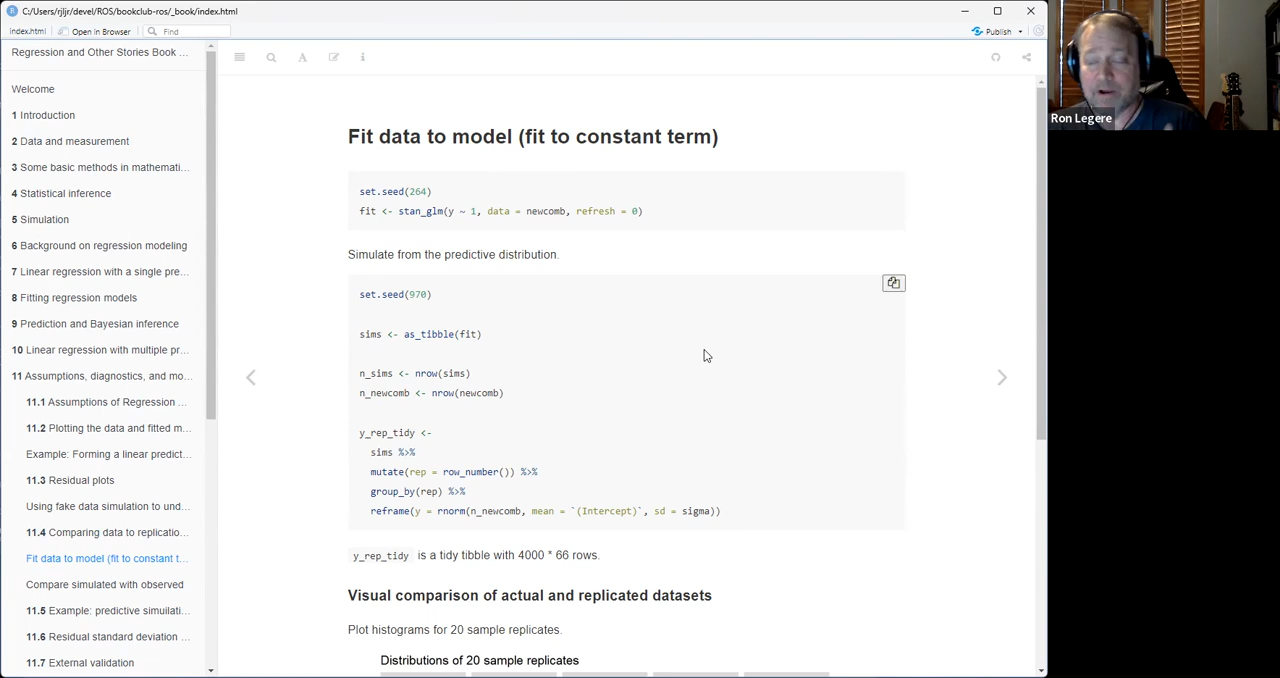 C:/Users/rjljr/devel/ROS/bookclub-ros/_book/index.html
index.html
Open in Browser
Find
Publish
Regression and Other Stories Book ...
Welcome
1 Introduction
2 Data and measurement
3 Some basic methods in mathemati...
4 Statistical inference
5 Simulation
6 Background on regression modeling
7 Linear regression with a single pre...
8 Fitting regression models
9 Prediction and Bayesian inference
10 Linear regression with multiple pr...
11 Assumptions, diagnostics, and mo...
11.1 Assumptions of Regression ...
11.2 Plotting the data and fitted m...
Example: Forming a linear predict...
11.3 Residual plots
Using fake data simulation to und...
11.4 Comparing data to replicatio...
Fit data to model (fit to constant t...
Compare simulated with observed
11.5 Example: predictive simuilati...
11.6 Residual standard deviation ...
11.7 External validation
Fit data to model (fit to constant term)
set.seed(264)
fit <- stan_glm(y ~ 1, data = newcomb, refresh = 0)
Simulate from the predictive distribution.
set.seed(970)
sims <- as_tibble(fit)
n_sims <- nrow(sims)
n_newcomb <- nrow(newcomb)
y_rep_tidy <-
sims %>%
mutate(rep = row_number()) %>%
group_by(rep) %>%
reframe(y = rnorm(n_newcomb, mean = `(Intercept)`, sd = sigma))
y_rep_tidy is a tidy tibble with 4000 * 66 rows.
Visual comparison of actual and replicated datasets
Plot histograms for 20 sample replicates.
Distributions of 20 sample replicates
Ron Legere